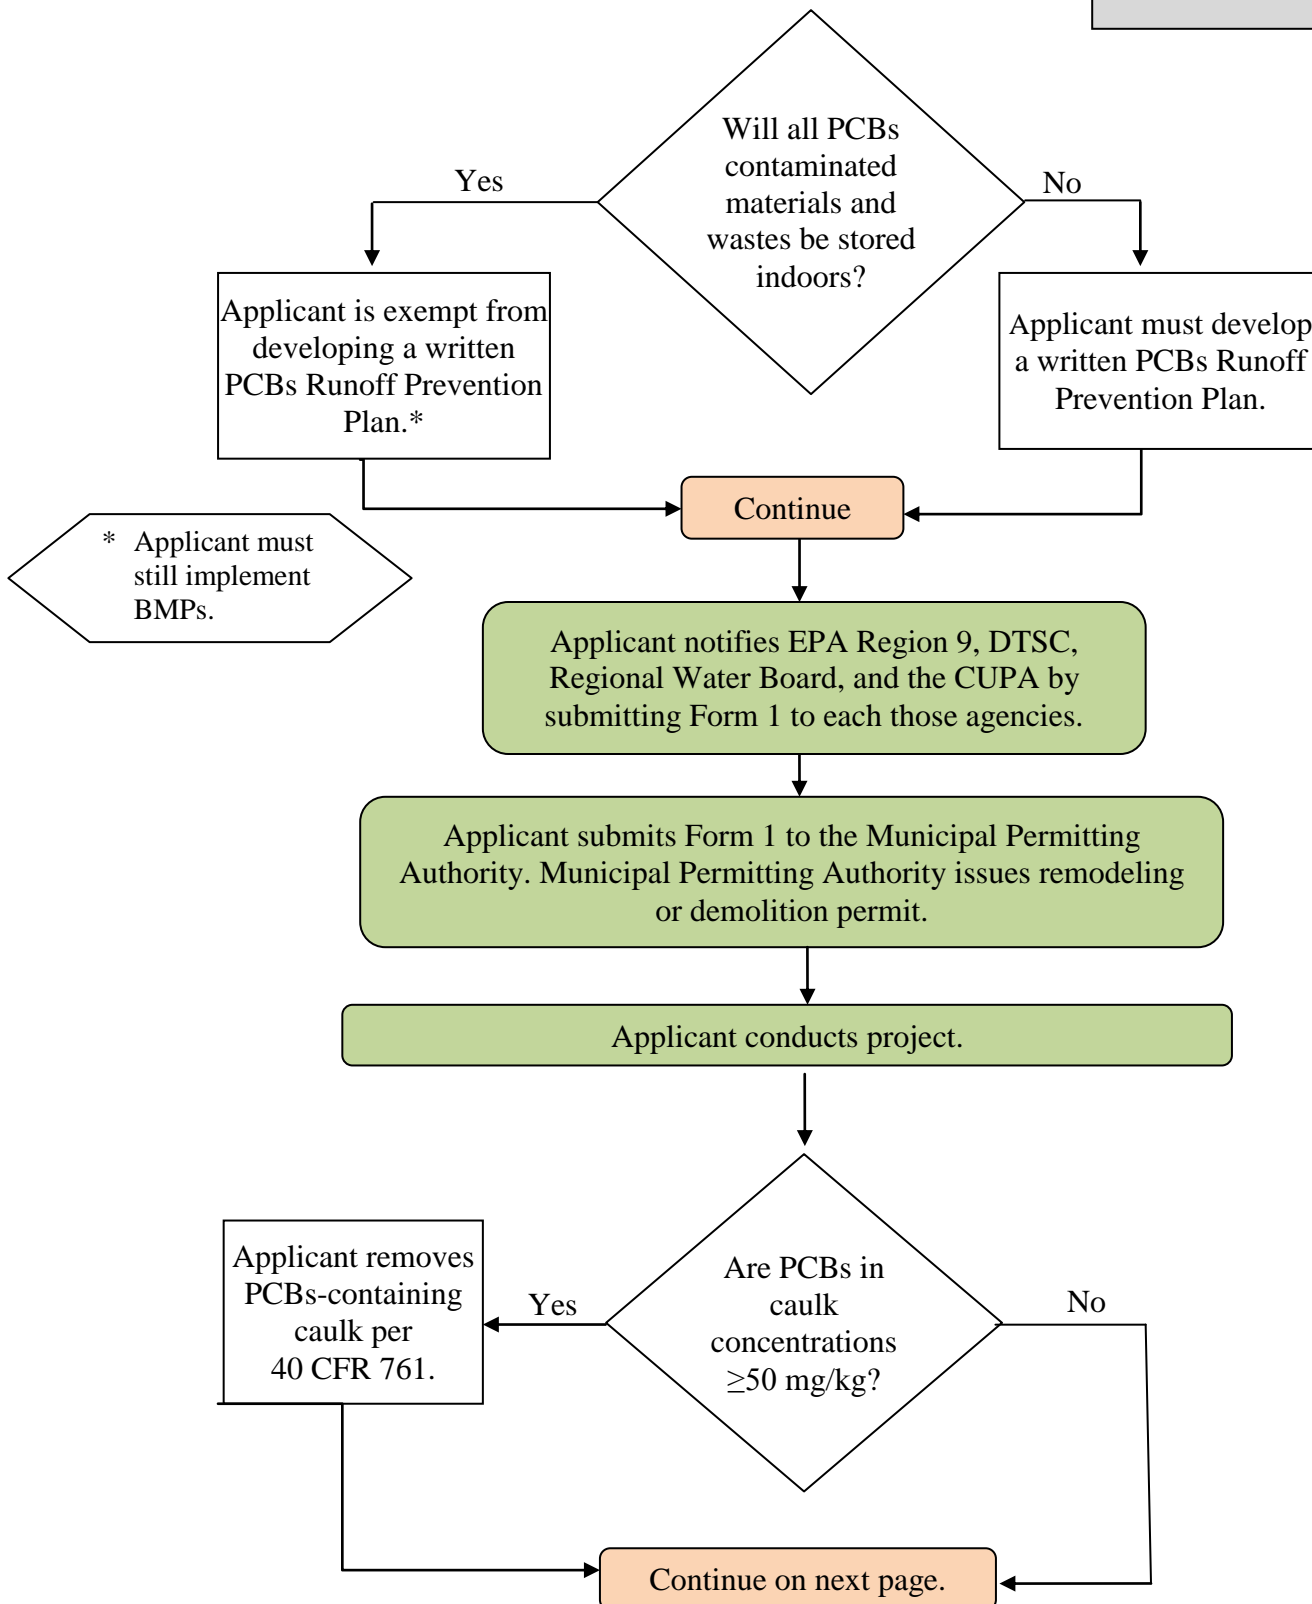 Will all PCBs
contaminated
materials and
wastes be stored
indoors?
Yes
No
Applicant is exempt from
developing a written
PCBs Runoff Prevention
Plan.*
Applicant must develop
a written PCBs Runoff
Prevention Plan.
Continue
* Applicant must
still implement
BMPs.
Applicant notifies EPA Region 9, DTSC,
Regional Water Board, and the CUPA by
submitting Form 1 to each those agencies.
Applicant submits Form 1 to the Municipal Permitting
Authority. Municipal Permitting Authority issues remodeling
or demolition permit.
Applicant conducts project.
Applicant removes
PCBs-containing
caulk per
40 CFR 761.
Yes
Are PCBs in
caulk
concentrations
≥50 mg/kg?
No
Continue on next page.